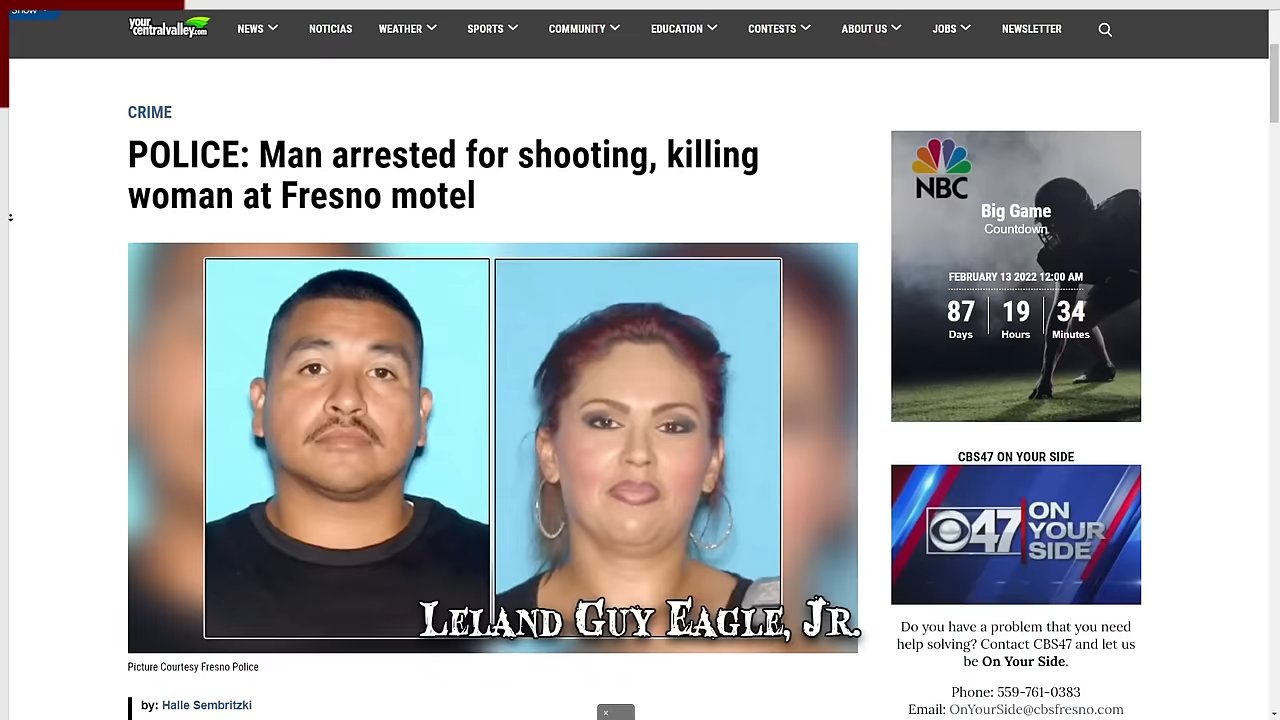 Show
your
centralvalley.com
NEWS
NOTICIAS
WEATHER
SPORTS
COMMUNITY
EDUCATION
CONTESTS
ABOUT US
JOBS
NEWSLETTER
CRIME
POLICE: Man arrested for shooting, killing
woman at Fresno motel
LELAND GUY EAGLE, JR.
Picture Courtesy Fresno Police
by: Halle Sembritzki
NBC
Big Game
Countdown
FEBRUARY 13 2022 12:00 AM
87 19 34
Days Hours Minutes
CBS47 ON YOUR SIDE
47 ON
YOUR
SIDE
Do you have a problem that you need
help solving? Contact CBS47 and let us
be On Your Side.
Phone: 559-761-0383
Email: OnYourSide@cbsfresno.com